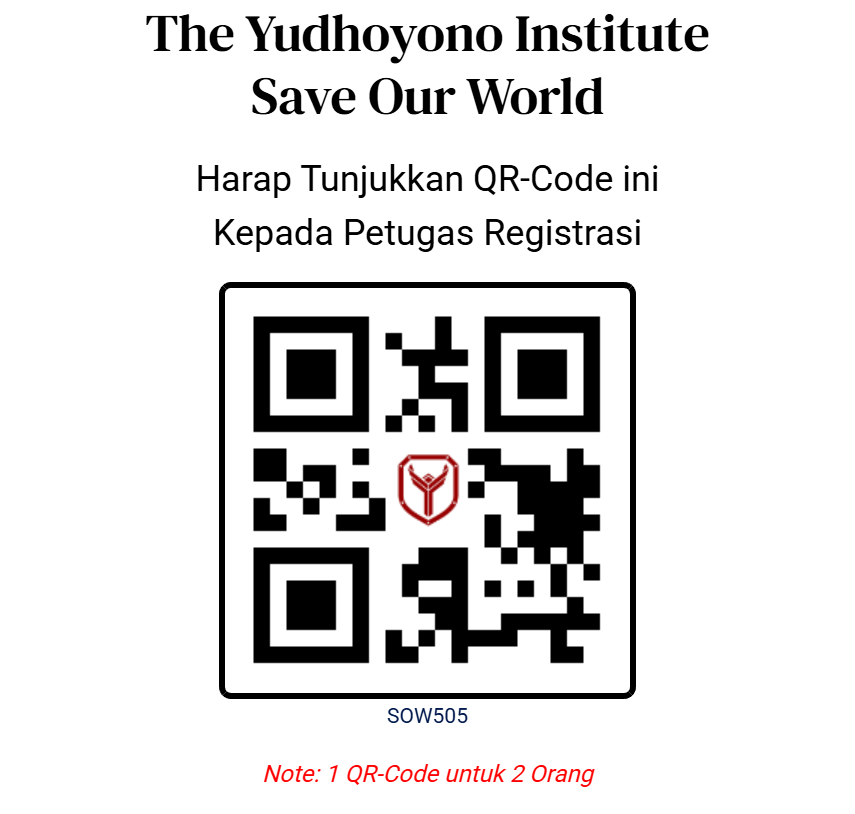 The Yudhoyono Institute
Save Our World
Harap Tunjukkan QR-Code ini
Kepada Petugas Registrasi
SOW505
Note: 1 QR-Code untuk 2 Orang